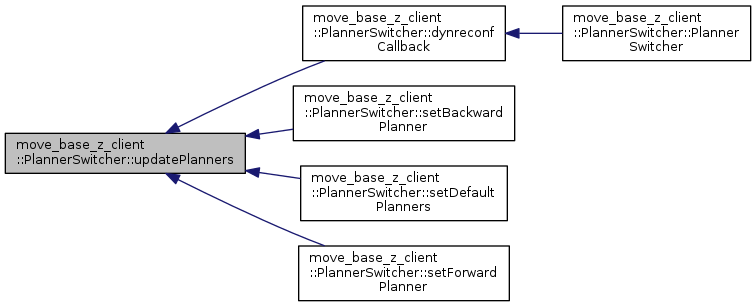 move_base_z_client
::PlannerSwitcher::updatePlanners
move_base_z_client
::PlannerSwitcher::dynreconf
Callback
move_base_z_client
::PlannerSwitcher::Planner
Switcher
move_base_z_client
::PlannerSwitcher::setBackward
Planner
move_base_z_client
::PlannerSwitcher::setDefault
Planners
move_base_z_client
::PlannerSwitcher::setForward
Planner